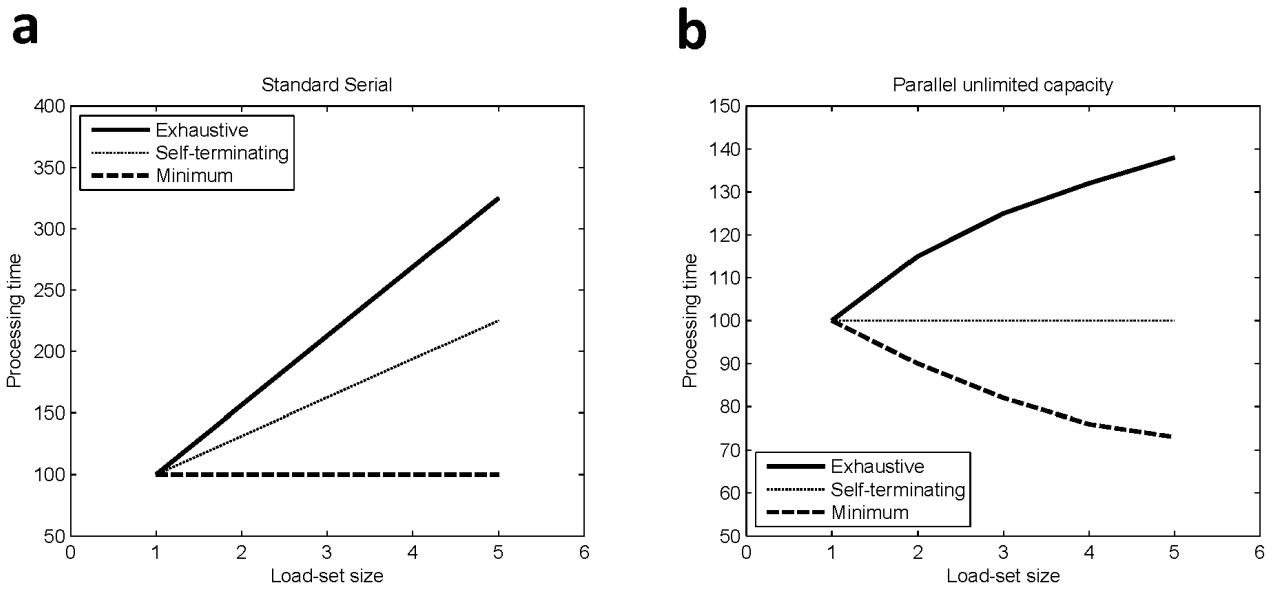 a
Standard Serial
400
350
300
250
200
150
100
50
Processing time
Exhaustive
Self-terminating
Minimum
0 1 2 3 4 5 6
Load-set size
b
Parallel unlimited capacity
150
140
130
120
110
100
90
80
70
60
50
Processing time
Exhaustive
Self-terminating
Minimum
0 1 2 3 4 5 6
Load-set size